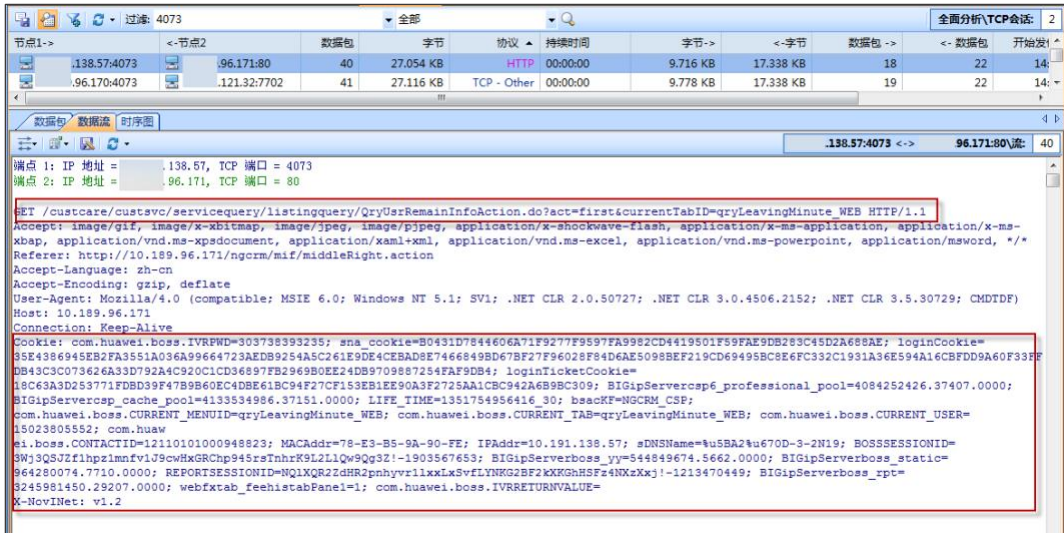 过滤: 4073 全部 全面分析\TCP会话: 2
节点1-> <-节点2 数据包 字节 协议 持续时间 字节-> <-字节 数据包 -> <- 数据包 开始发
.138.57:4073 .96.171:80 40 27.054 KB HTTP 00:00:00 9.716 KB 17.338 KB 18 22 14:
.96.170:4073 .121.32:7702 41 27.116 KB TCP - Other 00:00:00 9.778 KB 17.338 KB 19 22 14:
数据包 数据流 时序图
.138.57:4073 <-> .96.171:80\流: 40
端点 1: IP 地址 = .138.57, TCP 端口 = 4073
端点 2: IP 地址 = .96.171, TCP 端口 = 80
GET /custcare/custsvc/servicequery/listingquery/QryUsrRemainInfoAction.do?act=first&currentTabID=qryLeavingMinute_WEB HTTP/1.1
Accept: image/gif, image/x-xbitmap, image/jpeg, image/pjpeg, application/x-shockwave-flash, application/x-ms-application, application/x-ms-
xbap, application/vnd.ms-xpsdocument, application/xaml+xml, application/vnd.ms-excel, application/vnd.ms-powerpoint, application/msword, */*
Referer: http://10.189.96.171/ngcrm/mif/middleRight.action
Accept-Language: zh-cn
Accept-Encoding: gzip, deflate
User-Agent: Mozilla/4.0 (compatible; MSIE 6.0; Windows NT 5.1; SV1; .NET CLR 2.0.50727; .NET CLR 3.0.4506.2152; .NET CLR 3.5.30729; CMDTDF)
Host: 10.189.96.171
Connection: Keep-Alive
Cookie: com.huawei.boss.IVRPWD=303738393235; sna_cookie=B0431D7844606A71F9277F9597FA9982CD4419501F59FAE9DB283C45D2A688AE; loginCookie=
35E4386945EB2FA3551A036A99664723AEDB9254A5C261E9DE4CEBAD8E7466849BD67BF27F96028F84D6AE5098BEF219CD69495BC8E6FC332C1931A36E594A16CBFDD9A60F33FF
DB43C3C073626A33D792A4C920C1CD36897FB2969B0EE24DB9709887254FAF9DB4; loginTicketCookie=
18C63A3D253771FDBD39F47B9B60EC4DBE61BC94F27CF153EB1EE90A3F2725AA1CBC942A6B9BC309; BIGipServercsp6_professional_pool=4084252426.37407.0000;
BIGipServercsp_cache_pool=4133534986.37151.0000; LIFE_TIME=1351754956416_30; bsacKF=NGCRM_CSP;
com.huawei.boss.CURRENT_MENUID=qryLeavingMinute_WEB; com.huawei.boss.CURRENT_TAB=qryLeavingMinute_WEB; com.huawei.boss.CURRENT_USER=
15023805552; com.huaw
ei.boss.CONTACTID=12110101000948823; MACAddr=78-E3-B5-9A-90-FE; IPAddr=10.191.138.57; sDNSName=%u5BA2%u670D-3-2N19; BOSSSESSIONID=
3Wj3QSJZf1hpz1mnfv1J9cwHxGRChp945rsTnhrK9L2L1Qw9Qg3Z!-1903567653; BIGipServerboss_yy=544849674.5662.0000; BIGipServerboss_static=
964280074.7710.0000; REPORTSESSIONID=NQ1XQR2ZdHR2pnhyvr11xxLxSvfLYNKG2BF2kXKGhHSFz4NXzXxj!-1213470449; BIGipServerboss_rpt=
3245981450.29207.0000; webfxtab_feehistabPane1=1; com.huawei.boss.IVRRETURNVALUE=
X-NovINet: v1.2